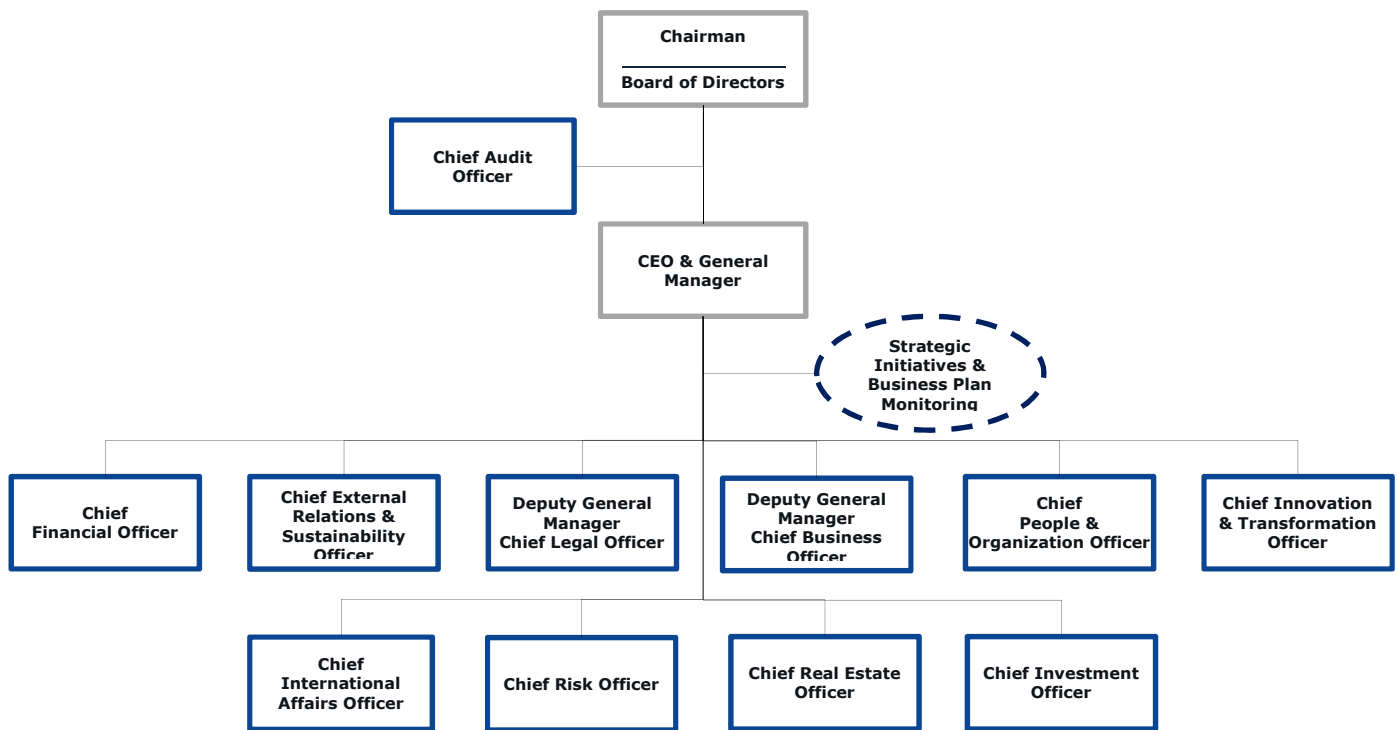 Chairman
Board of Directors
Chief Audit
Officer
CEO & General
Manager
Strategic
Initiatives &
Business Plan
Monitoring
Chief
Financial Officer
Chief External
Relations &
Sustainability
Officer
Deputy General
Manager
Chief Legal Officer
Deputy General
Manager
Chief Business
Officer
Chief
People &
Organization Officer
Chief Innovation
& Transformation
Officer
Chief
International
Affairs Officer
Chief Risk Officer
Chief Real Estate
Officer
Chief Investment
Officer